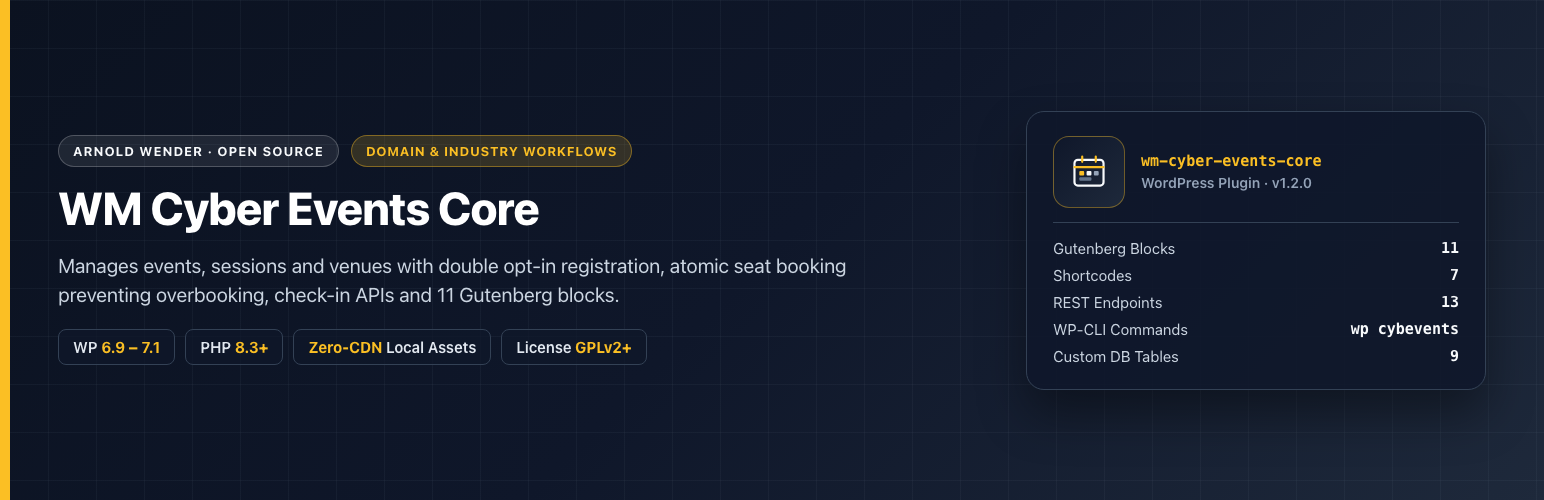 ARNOLD WENDER · OPEN SOURCE
DOMAIN & INDUSTRY WORKFLOWS
WM Cyber Events Core
Manages events, sessions and venues with double opt-in registration, atomic seat booking
preventing overbooking, check-in APIs and 11 Gutenberg blocks.
WP 6.9 – 7.1
PHP 8.3+
Zero-CDN Local Assets
License GPLv2+
wm-cyber-events-core
WordPress Plugin · v1.2.0
Gutenberg Blocks 11
Shortcodes 7
REST Endpoints 13
WP-CLI Commands wp cybevents
Custom DB Tables 9